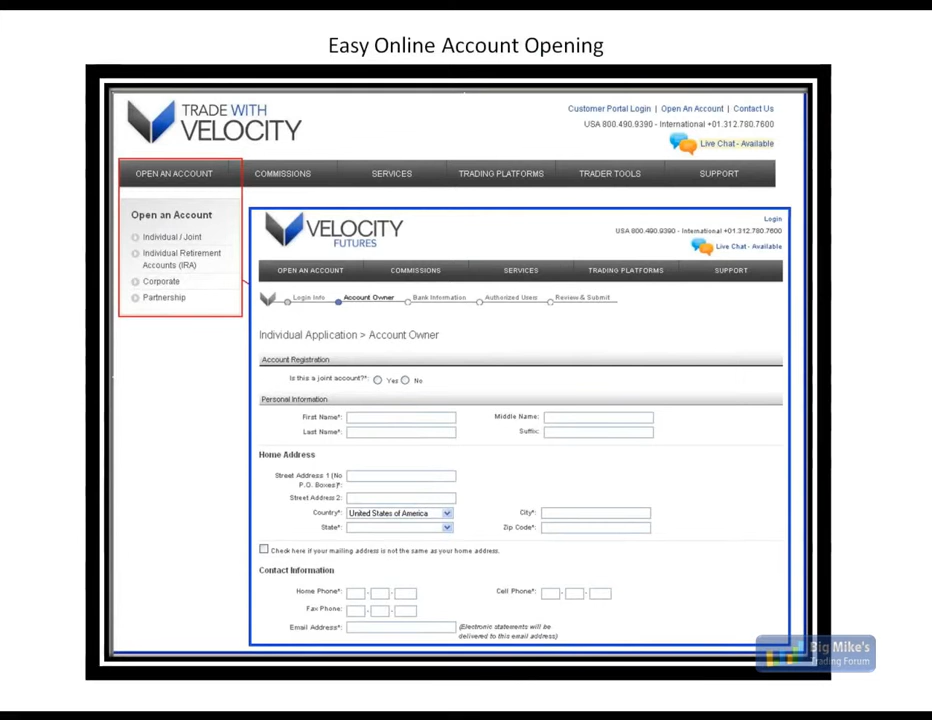 Easy Online Account Opening
TRADE WITH
VELOCITY
Customer Portal Login | Open An Account | Contact Us
USA 800.490.9390 - International +01.312.780.7600
Live Chat - Available
OPEN AN ACCOUNT COMMISSIONS SERVICES TRADING PLATFORMS TRADER TOOLS SUPPORT
Open an Account
Individual / Joint
Individual Retirement
Accounts (IRA)
Corporate
Partnership
VELOCITY
FUTURES
Login
USA 800.490.9390 - International +01.312.780.7600
Live Chat - Available
OPEN AN ACCOUNT COMMISSIONS SERVICES TRADING PLATFORMS SUPPORT
Login Info Account Owner Bank Information Authorized Users Review & Submit
Individual Application > Account Owner
Account Registration
Is this a joint account?*: Yes No
Personal Information
First Name*: Middle Name:
Last Name*: Suffix:
Home Address
Street Address 1 (No
P.O. Boxes)*:
Street Address 2:
Country*: United States of America City*:
State*: Zip Code*:
Check here if your mailing address is not the same as your home address.
Contact Information
Home Phone*: - - Cell Phone*: - -
Fax Phone: - -
Email Address*: (Electronic statements will be
delivered to this email address)
Big Mike's
Trading Forum